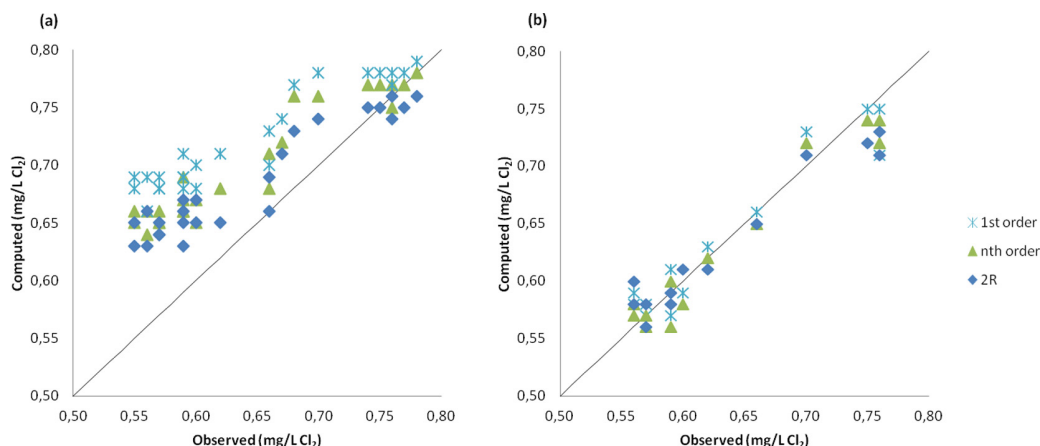 (a)
0,80
0,75
0,70
0,65
0,60
0,55
0,50
Computed (mg/L Cl₂)
0,50 0,55 0,60 0,65 0,70 0,75 0,80
Observed (mg/L Cl₂)
(b)
0,80
0,75
0,70
0,65
0,60
0,55
0,50
Computed (mg/L Cl₂)
0,50 0,55 0,60 0,65 0,70 0,75 0,80
Observed (mg/L Cl₂)
1st order
nth order
2R